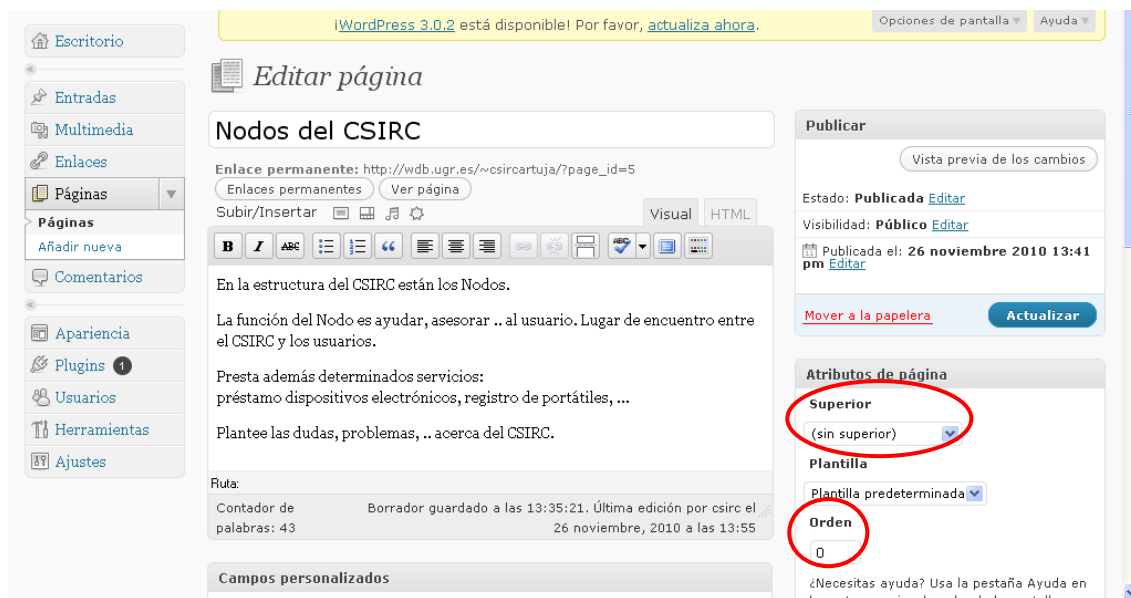 ¡WordPress 3.0.2 está disponible! Por favor, actualiza ahora.
Opciones de pantalla
Ayuda
Escritorio
Entradas
Multimedia
Enlaces
Páginas
Páginas
Añadir nueva
Comentarios
Apariencia
Plugins 1
Usuarios
Herramientas
Ajustes
Editar página
Nodos del CSIRC
Enlace permanente: http://wdb.ugr.es/~csircartuja/?page_id=5
Enlaces permanentes
Ver página
Subir/Insertar
Visual
HTML
B I ABC ABC
En la estructura del CSIRC están los Nodos.
La función del Nodo es ayudar, asesorar .. al usuario. Lugar de encuentro entre
el CSIRC y los usuarios.
Presta además determinados servicios:
préstamo dispositivos electrónicos, registro de portátiles, ...
Plantee las dudas, problemas, .. acerca del CSIRC.
Ruta:
Contador de
palabras: 43
Borrador guardado a las 13:35:21. Última edición por csirc el
26 noviembre, 2010 a las 13:55
Campos personalizados
Publicar
Vista previa de los cambios
Estado: Publicada Editar
Visibilidad: Público Editar
Publicada el: 26 noviembre 2010 13:41
pm Editar
Mover a la papelera
Actualizar
Atributos de página
Superior
(sin superior)
Plantilla
Plantilla predeterminada
Orden
0
¿Necesitas ayuda? Usa la pestaña Ayuda en